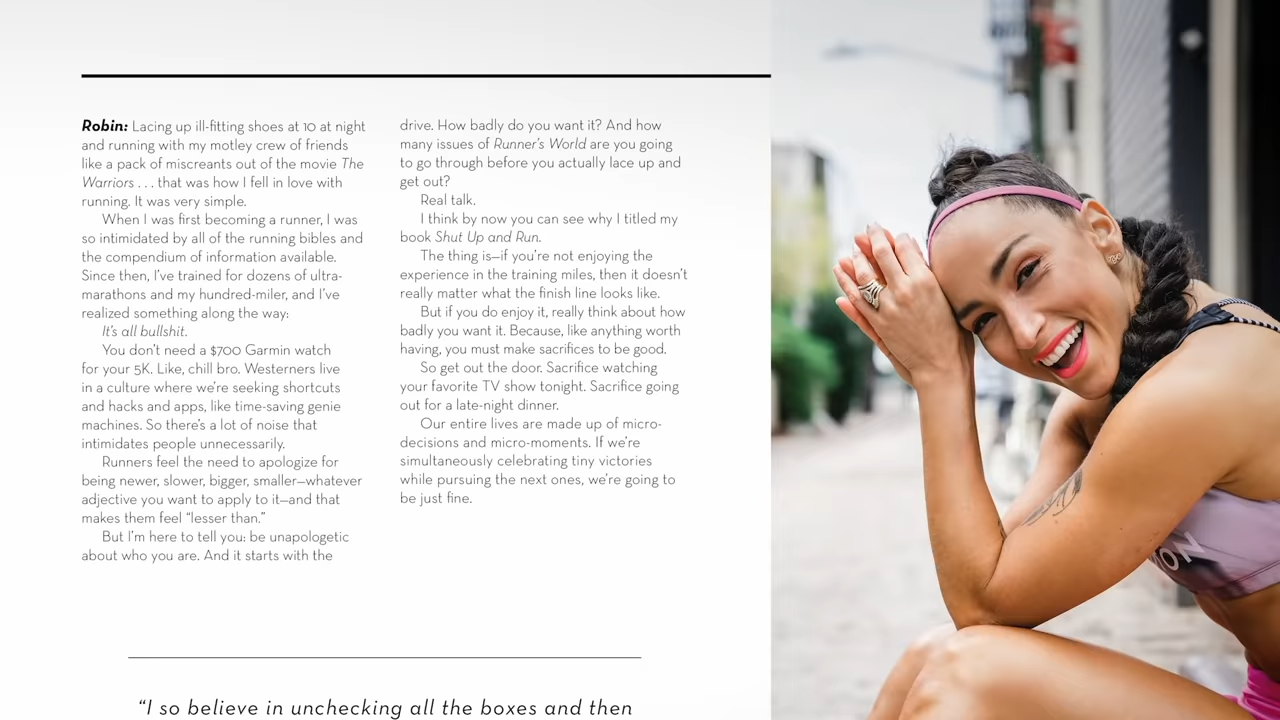 Robin: Lacing up ill-fitting shoes at 10 at night
and running with my motley crew of friends
like a pack of miscreants out of the movie The
Warriors . . . that was how I fell in love with
running. It was very simple.
When I was first becoming a runner, I was
so intimidated by all of the running bibles and
the compendium of information available.
Since then, I've trained for dozens of ultra-
marathons and my hundred-miler, and I've
realized something along the way:
It's all bullshit.
You don't need a $700 Garmin watch
for your 5K. Like, chill bro. Westerners live
in a culture where we're seeking shortcuts
and hacks and apps, like time-saving genie
machines. So there's a lot of noise that
intimidates people unnecessarily.
Runners feel the need to apologize for
being newer, slower, bigger, smaller—whatever
adjective you want to apply to it—and that
makes them feel “lesser than.”
But I'm here to tell you: be unapologetic
about who you are. And it starts with the
drive. How badly do you want it? And how
many issues of Runner's World are you going
to go through before you actually lace up and
get out?
Real talk.
I think by now you can see why I titled my
book Shut Up and Run.
The thing is—if you're not enjoying the
experience in the training miles, then it doesn't
really matter what the finish line looks like.
But if you do enjoy it, really think about how
badly you want it. Because, like anything worth
having, you must make sacrifices to be good.
So get out the door. Sacrifice watching
your favorite TV show tonight. Sacrifice going
out for a late-night dinner.
Our entire lives are made up of micro-
decisions and micro-moments. If we're
simultaneously celebrating tiny victories
while pursuing the next ones, we're going to
be just fine.
“I so believe in unchecking all the boxes and then